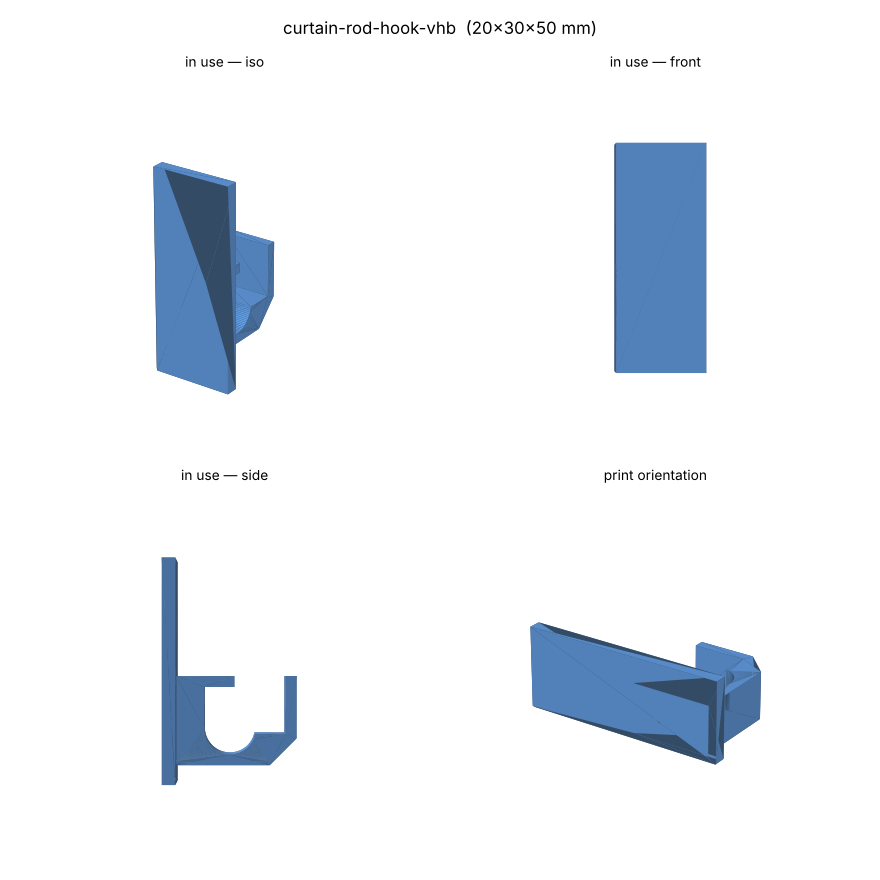 curtain-rod-hook-vhb (20×30×50 mm)
in use — iso
in use — front
in use — side
print orientation